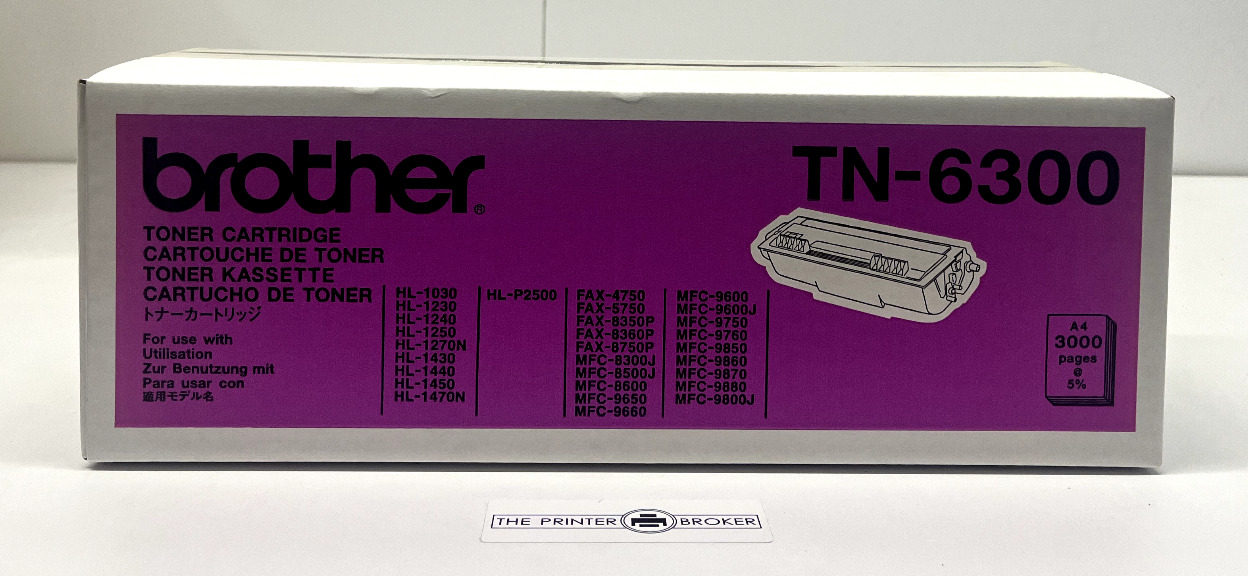 brother®
TN-6300
TONER CARTRIDGE
CARTOUCHE DE TONER
TONER KASSETTE
CARTUCHO DE TONER
トナーカートリッジ
For use with
Utilisation
Zur Benutzung mit
Para usar con
適用モデル名
HL-1030
HL-1230
HL-1240
HL-1250
HL-1270N
HL-1430
HL-1440
HL-1450
HL-1470N
HL-P2500
FAX-4750
FAX-5750
FAX-8350P
FAX-8360P
FAX-8750P
MFC-8300J
MFC-8500J
MFC-8600
MFC-9650
MFC-9660
MFC-9600
MFC-9600J
MFC-9750
MFC-9760
MFC-9850
MFC-9860
MFC-9870
MFC-9880
MFC-9800J
A4
3000
pages
@
5%
THE PRINTER BROKER